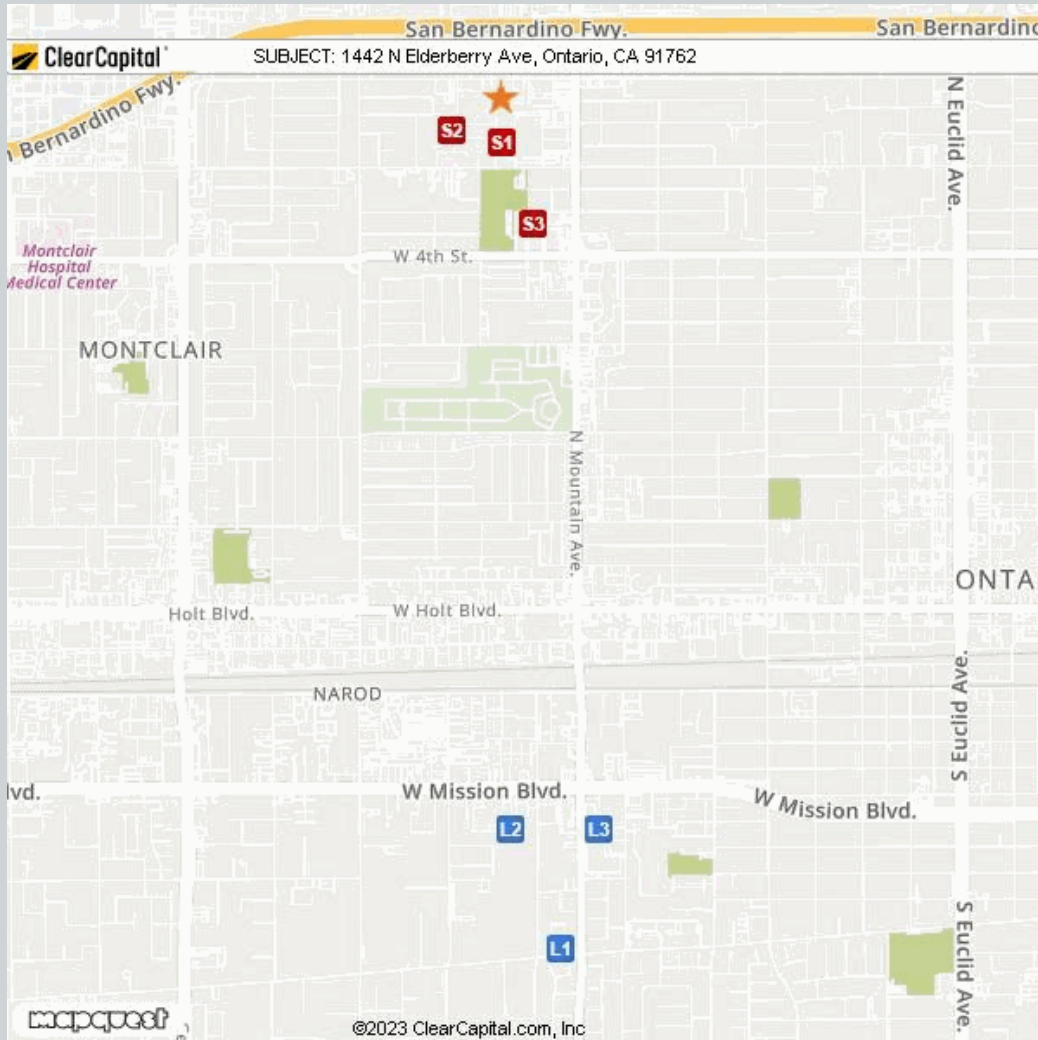 San Bernardino Fwy.
San Bernardino
ClearCapital
SUBJECT: 1442 N Elderberry Ave, Ontario, CA 91762
Bernardino Fwy.
N Euclid Ave.
S2
S1
S3
W 4th St.
Montclair
Hospital
Medical Center
MONTCLAIR
N Mountain Ave.
ONTA
Holt Blvd.
W Holt Blvd.
NAROD
S Euclid Ave.
lvd.
W Mission Blvd.
W Mission Blvd.
L2
L3
L1
S Euclid Ave.
mapquest
©2023 ClearCapital.com, Inc